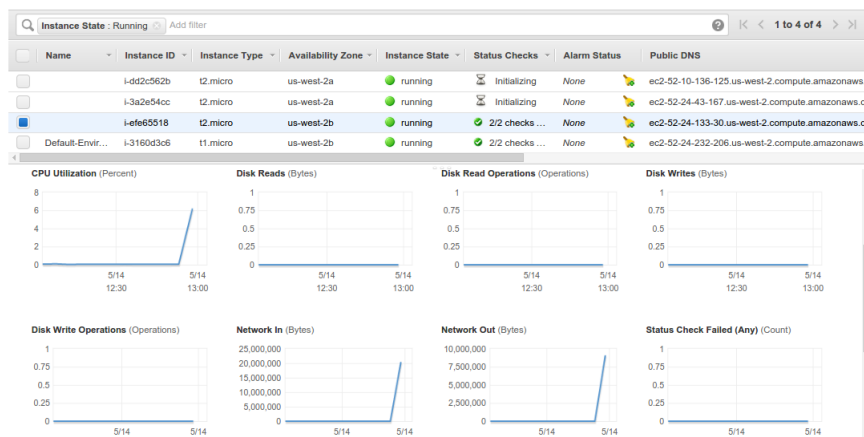 Instance State : Running Add filter 1 to 4 of 4
Name Instance ID Instance Type Availability Zone Instance State Status Checks Alarm Status Public DNS
i-dd2c562b t2.micro us-west-2a running Initializing None ec2-52-10-136-125.us-west-2.compute.amazonaws.
i-3a2e54cc t2.micro us-west-2a running Initializing None ec2-52-24-43-167.us-west-2.compute.amazonaws.c
i-efe65518 t2.micro us-west-2b running 2/2 checks ... None ec2-52-24-133-30.us-west-2.compute.amazonaws.c
Default-Envir... i-3160d3c6 t1.micro us-west-2b running 2/2 checks ... None ec2-52-24-232-206.us-west-2.compute.amazonaws
CPU Utilization (Percent) Disk Reads (Bytes) Disk Read Operations (Operations) Disk Writes (Bytes)
8 1 1 1
6 0.75 0.75 0.75
4 0.5 0.5 0.5
2 0.25 0.25 0.25
0 0 0 0
5/14 5/14 5/14 5/14 5/14 5/14 5/14 5/14
12:30 13:00 12:30 13:00 12:30 13:00 12:30 13:00
Disk Write Operations (Operations) Network In (Bytes) Network Out (Bytes) Status Check Failed (Any) (Count)
1 25,000,000 10,000,000 1
0.75 20,000,000 7,500,000 0.75
0.5 15,000,000 5,000,000 0.5
0.25 10,000,000 2,500,000 0.25
0 5,000,000 0 0
0
5/14 5/14 5/14 5/14 5/14 5/14 5/14 5/14